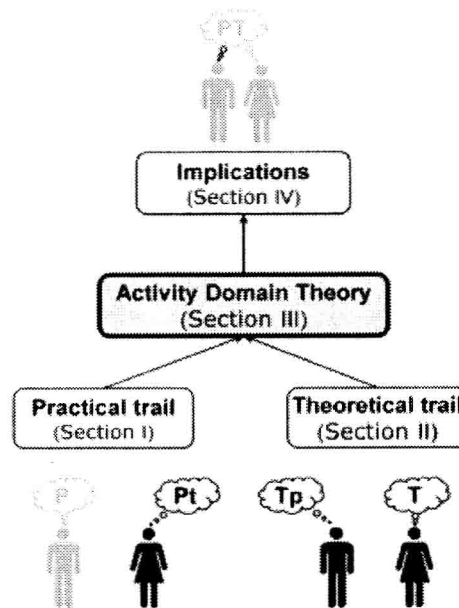 PT
Implications
(Section IV)
Activity Domain Theory
(Section III)
Practical trail
(Section I)
Theoretical trail
(Section II)
P
Pt
Tp
T